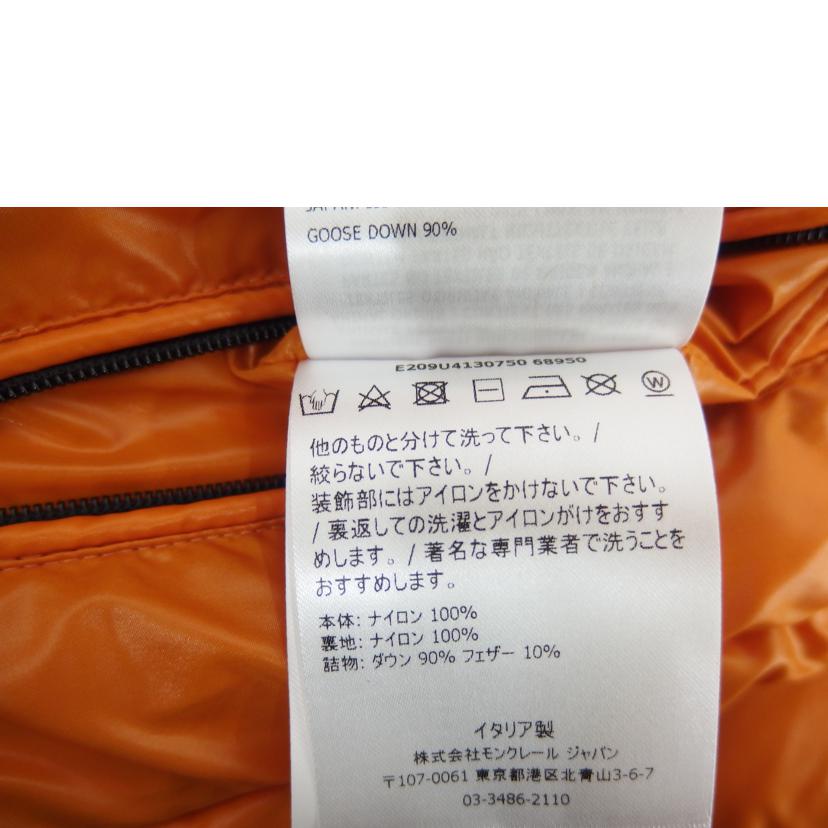 GOOSE DOWN 90%
E209U4130750 68950
W
他のものと分けて洗って下さい。/
絞らないで下さい。/
装飾部にはアイロンをかけないで下さい。
/ 裏返しての洗濯とアイロンがけをおすす
めします。/ 著名な専門業者で洗うことを
おすすめします。
本体: ナイロン 100%
裏地: ナイロン 100%
詰物: ダウン 90% フェザー 10%
イタリア製
株式会社モンクレール ジャパン
〒107-0061 東京都港区北青山3-6-7
03-3486-2110